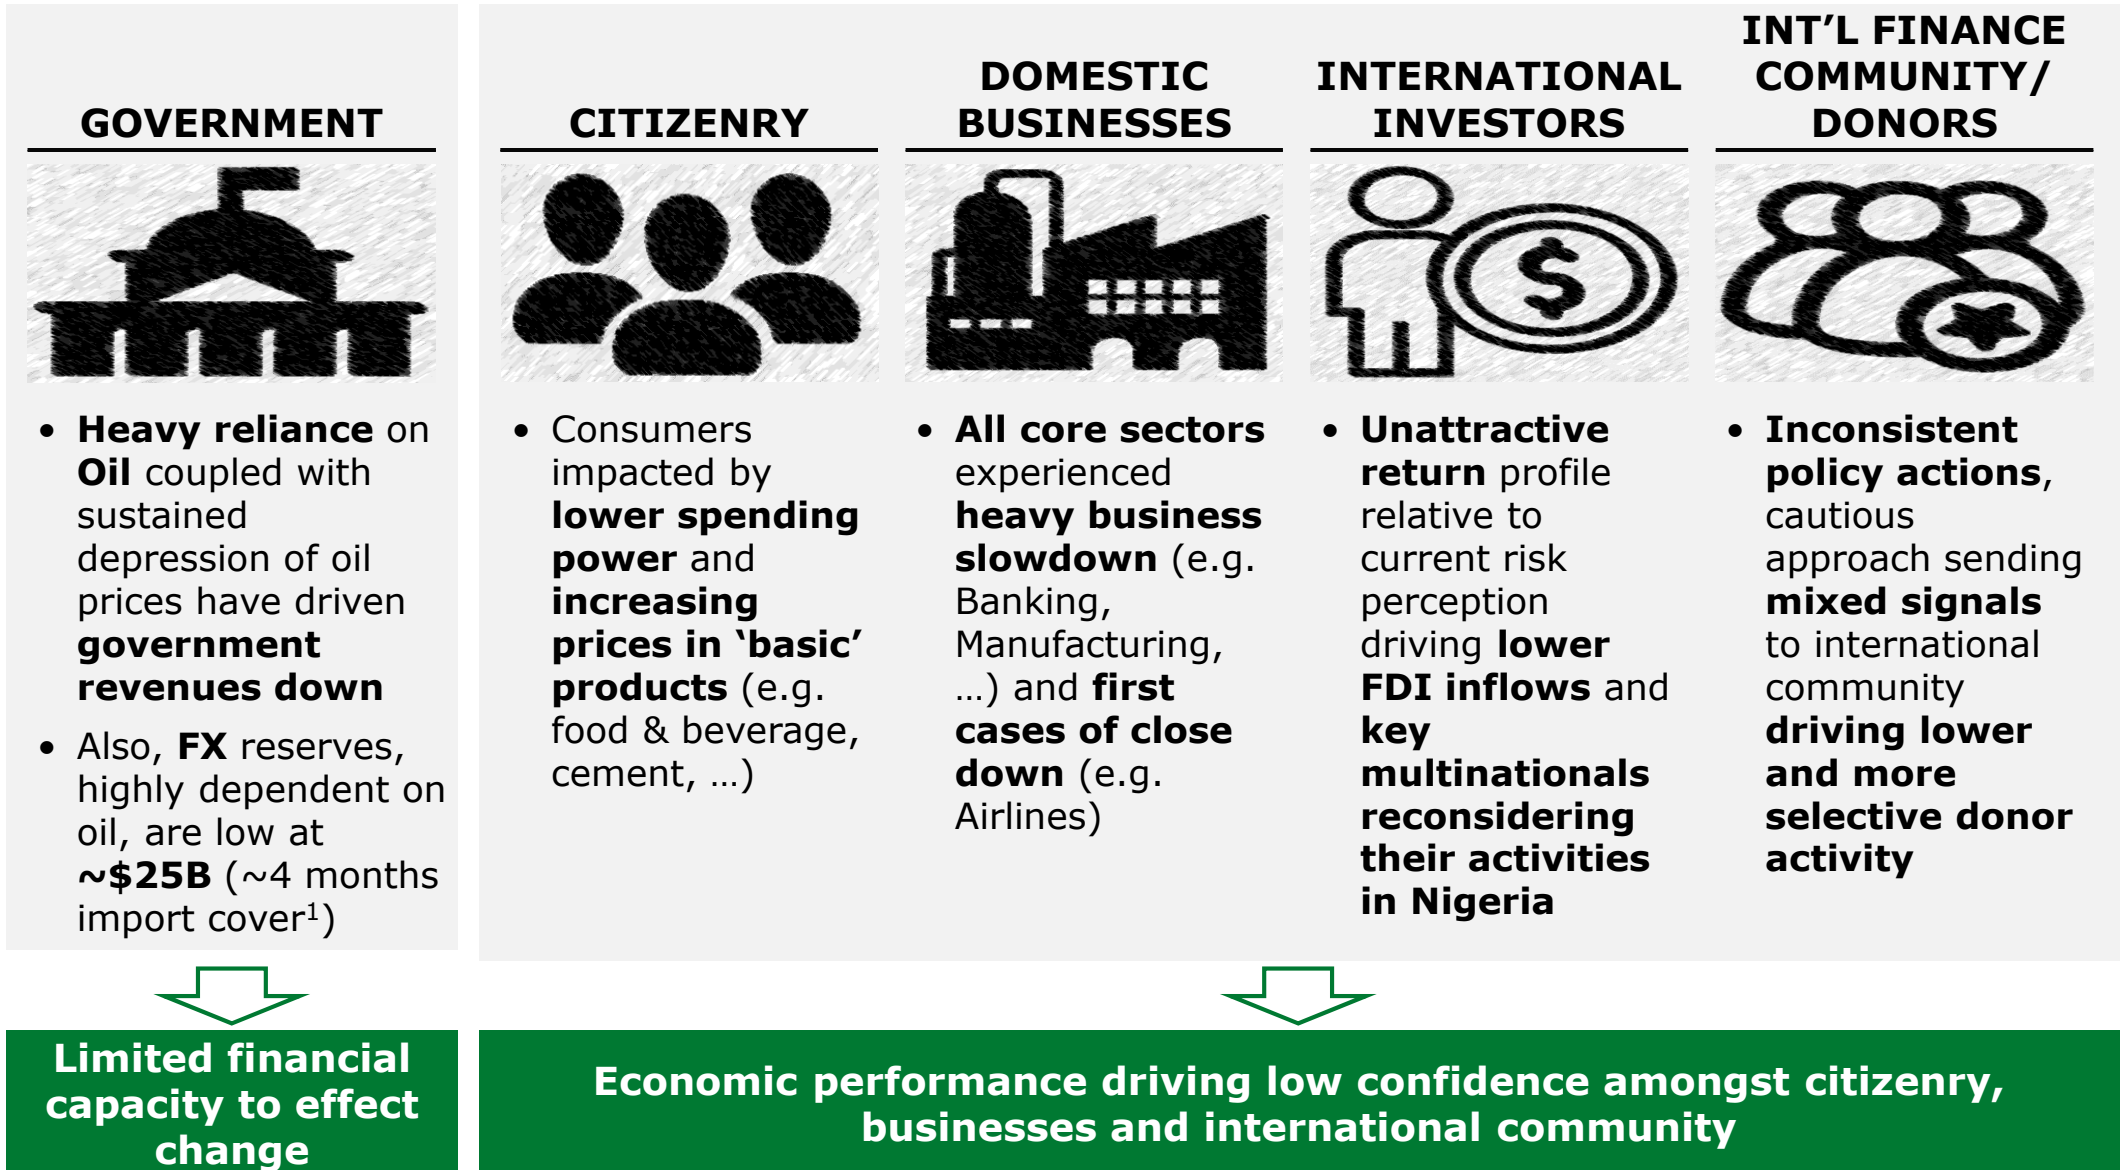 GOVERNMENT
• Heavy reliance on
Oil coupled with
sustained
depression of oil
prices have driven
government
revenues down
• Also, FX reserves,
highly dependent on
oil, are low at
~$25B (~4 months
import cover¹)
Limited financial
capacity to effect
change
CITIZENRY
• Consumers
impacted by
lower spending
power and
increasing
prices in ‘basic’
products (e.g.
food & beverage,
cement, …)
DOMESTIC
BUSINESSES
• All core sectors
experienced
heavy business
slowdown (e.g.
Banking,
Manufacturing,
…) and first
cases of close
down (e.g.
Airlines)
INTERNATIONAL
INVESTORS
$
• Unattractive
return profile
relative to
current risk
perception
driving lower
FDI inflows and
key
multinationals
reconsidering
their activities
in Nigeria
INT’L FINANCE
COMMUNITY/
DONORS
• Inconsistent
policy actions,
cautious
approach sending
mixed signals
to international
community
driving lower
and more
selective donor
activity
Economic performance driving low confidence amongst citizenry,
businesses and international community